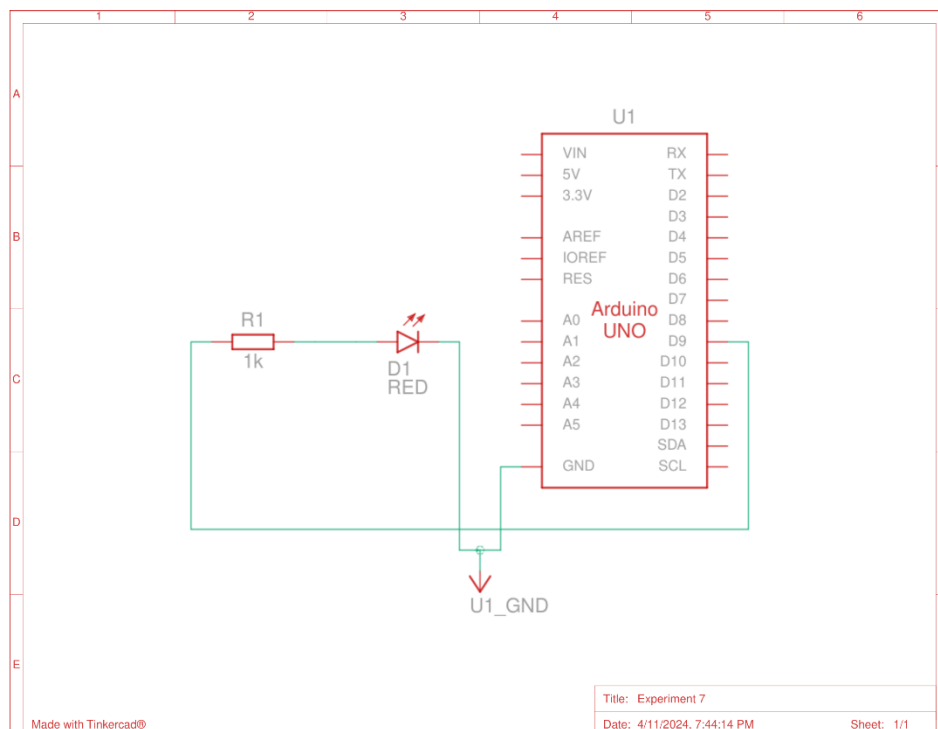 1 2 3 4 5 6
A
B
C
D
E
U1
VIN RX
5V TX
3.3V D2
D3
AREF D4
IOREF D5
RES D6
D7
Arduino
UNO
A0 D8
A1 D9
A2 D10
A3 D11
A4 D12
A5 D13
SDA
GND SCL
R1
1k
D1
RED
U1_GND
Title: Experiment 7
Made with Tinkercad®
Date: 4/11/2024, 7:44:14 PM Sheet: 1/1